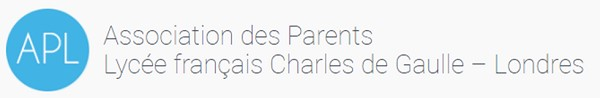 APL
Association des Parents
Lycée français Charles de Gaulle – Londres